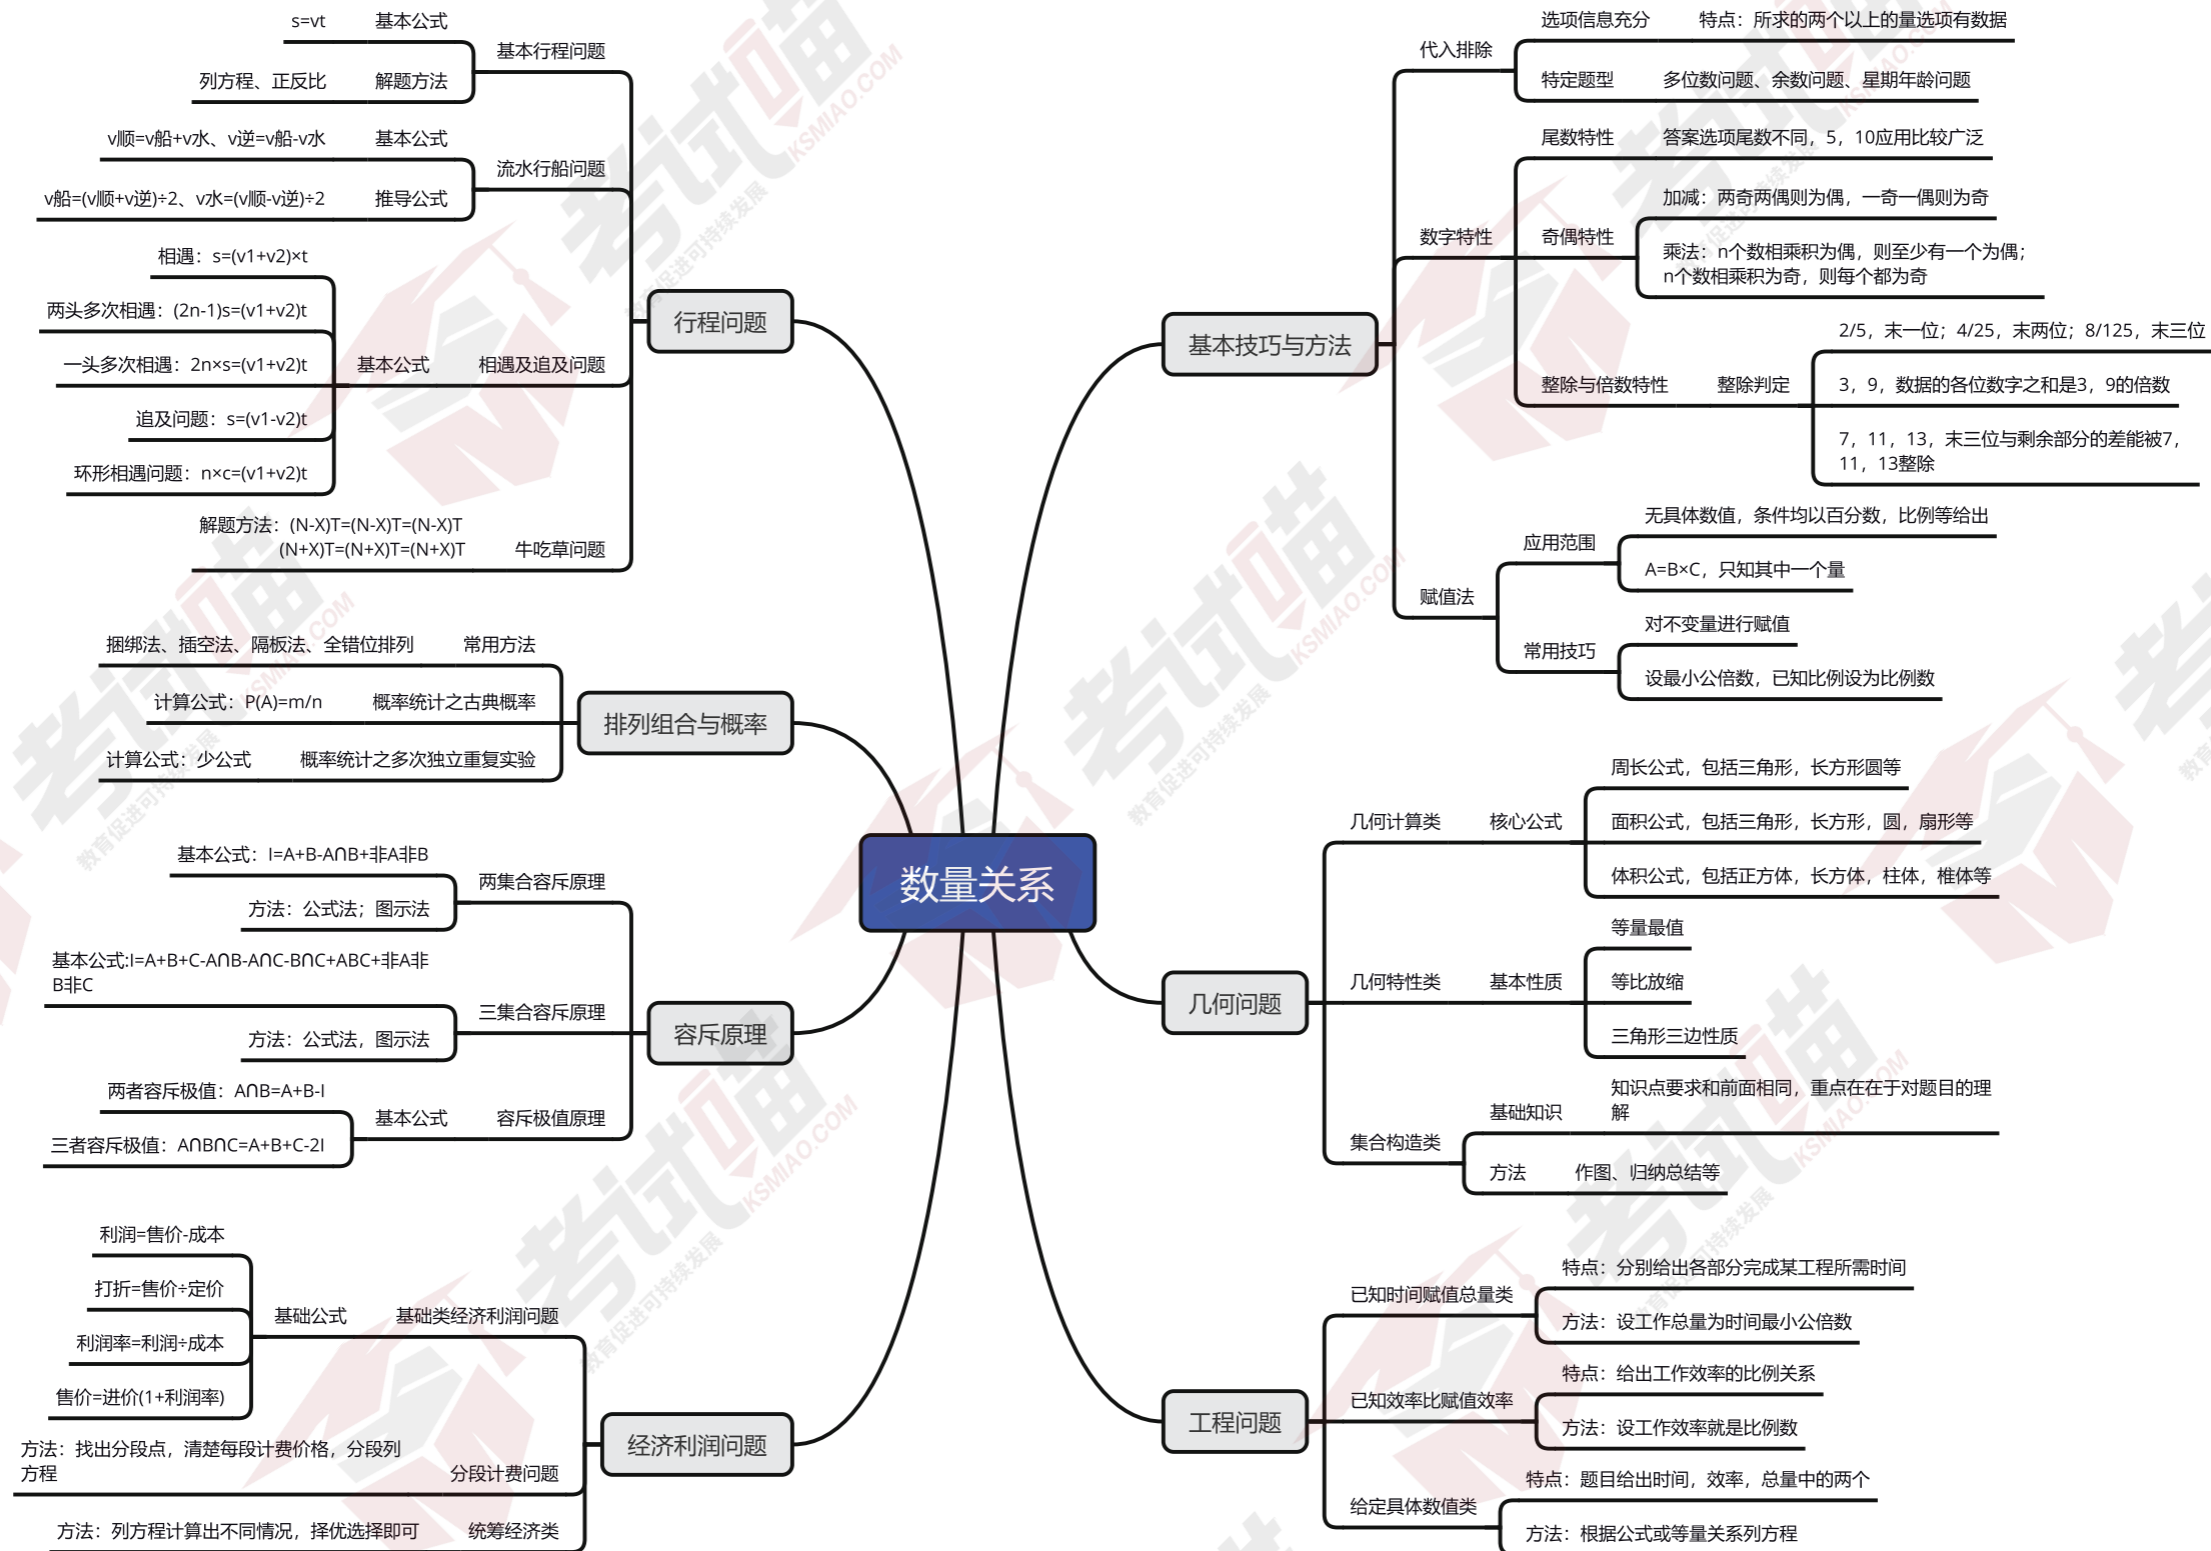 数量关系
基本技巧与方法
代入排除
选项信息充分
特点：所求的两个以上的量选项有数据
特定题型
多位数问题、余数问题、星期年龄问题
数字特性
尾数特性
答案选项尾数不同，5，10应用比较广泛
奇偶特性
加减：两奇两偶则为偶，一奇一偶则为奇
乘法：n个数相乘积为偶，则至少有一个为偶；
n个数相乘积为奇，则每个都为奇
整除与倍数特性
整除判定
2/5，末一位；4/25，末两位；8/125，末三位
3，9，数据的各位数字之和是3，9的倍数
7，11，13，末三位与剩余部分的差能被7，
11，13整除
赋值法
应用范围
无具体数值，条件均以百分数，比例等给出
A=B×C，只知其中一个量
常用技巧
对不变量进行赋值
设最小公倍数，已知比例设为比例数
几何问题
几何计算类
核心公式
周长公式，包括三角形，长方形圆等
面积公式，包括三角形，长方形，圆，扇形等
体积公式，包括正方体，长方体，柱体，椎体等
几何特性类
基本性质
等量最值
等比放缩
三角形三边性质
集合构造类
基础知识
知识点要求和前面相同，重点在在于对题目的理
解
方法
作图、归纳总结等
工程问题
已知时间赋值总量类
特点：分别给出各部分完成某工程所需时间
方法：设工作总量为时间最小公倍数
已知效率比赋值效率
特点：给出工作效率的比例关系
方法：设工作效率就是比例数
给定具体数值类
特点：题目给出时间，效率，总量中的两个
方法：根据公式或等量关系列方程
行程问题
基本行程问题
基本公式
s=vt
解题方法
列方程、正反比
流水行船问题
基本公式
v顺=v船+v水、v逆=v船-v水
推导公式
v船=(v顺+v逆)÷2、v水=(v顺-v逆)÷2
相遇及追及问题
基本公式
相遇：s=(v1+v2)×t
两头多次相遇：(2n-1)s=(v1+v2)t
一头多次相遇：2n×s=(v1+v2)t
追及问题：s=(v1-v2)t
环形相遇问题：n×c=(v1+v2)t
牛吃草问题
解题方法：(N-X)T=(N-X)T=(N-X)T
(N+X)T=(N+X)T=(N+X)T
排列组合与概率
常用方法
捆绑法、插空法、隔板法、全错位排列
概率统计之古典概率
计算公式：P(A)=m/n
概率统计之多次独立重复实验
计算公式：少公式
容斥原理
两集合容斥原理
基本公式：I=A+B-A∩B+非A非B
方法：公式法；图示法
三集合容斥原理
基本公式:I=A+B+C-A∩B-A∩C-B∩C+ABC+非A非
B非C
方法：公式法，图示法
容斥极值原理
基本公式
两者容斥极值：A∩B=A+B-I
三者容斥极值：A∩B∩C=A+B+C-2I
经济利润问题
基础类经济利润问题
基础公式
利润=售价-成本
打折=售价÷定价
利润率=利润÷成本
售价=进价(1+利润率)
分段计费问题
方法：找出分段点，清楚每段计费价格，分段列
方程
统筹经济类
方法：列方程计算出不同情况，择优选择即可
考试喵
KSMIAO.COM
教育促进可持续发展